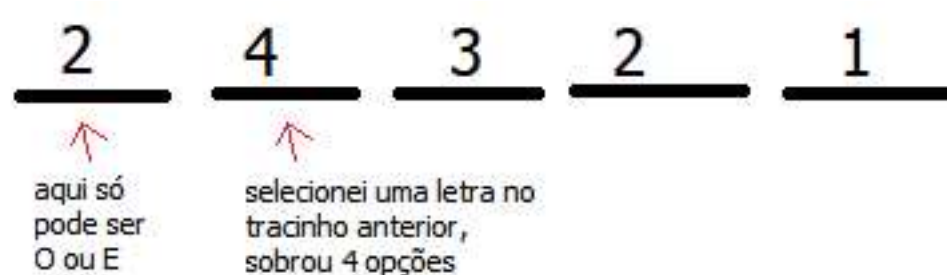 2 4 3 2 1
aqui só
pode ser
O ou E
selecionei uma letra no
tracinho anterior,
sobrou 4 opções